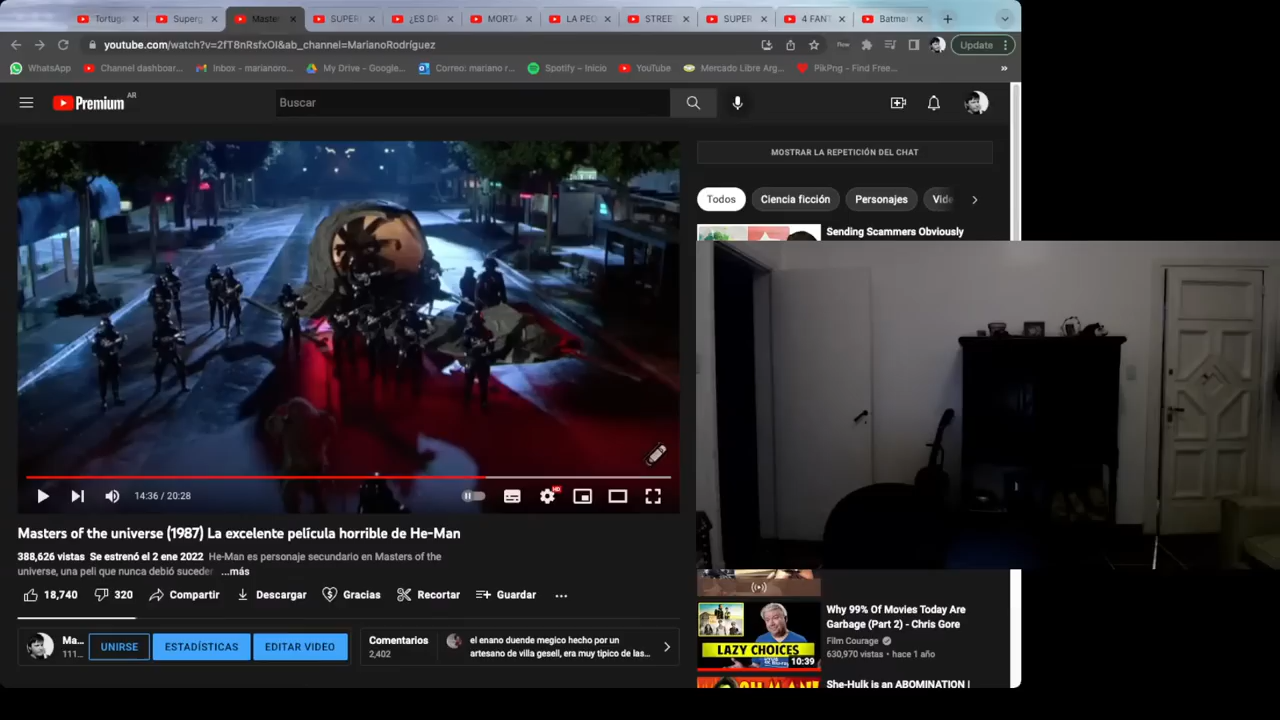 Tortug
Superg
Master
SUPER
¿ES DR
MORTA
LA PEO
STREE
SUPER
4 FANT
Batma
youtube.com/watch?v=2fT8nRsfxOI&ab_channel=MarianoRodríguez
Update
WhatsApp
Channel dashboar...
Inbox - marianoro...
My Drive - Google...
Correo: mariano r...
Spotify – Inicio
YouTube
Mercado Libre Arg...
PikPng - Find Free...
»
Premium AR
Buscar
MOSTRAR LA REPETICIÓN DEL CHAT
Todos
Ciencia ficción
Personajes
Vide
Sending Scammers Obviously
14:36 / 20:28
HD
Masters of the universe (1987) La excelente película horrible de He-Man
388,626 vistas Se estrenó el 2 ene 2022 He-Man es personaje secundario en Masters of the
universe, una peli que nunca debió suceder ...más
18,740
320
Compartir
Descargar
Gracias
Recortar
Guardar
Ma...
111...
UNIRSE
ESTADÍSTICAS
EDITAR VIDEO
Comentarios
2,402
el enano duende megico hecho por un
artesano de villa gesell, era muy tipico de las...
LAZY CHOICES
10:39
Why 99% Of Movies Today Are
Garbage (Part 2) - Chris Gore
Film Courage
630,970 vistas • hace 1 año
She-Hulk is an ABOMINATION |